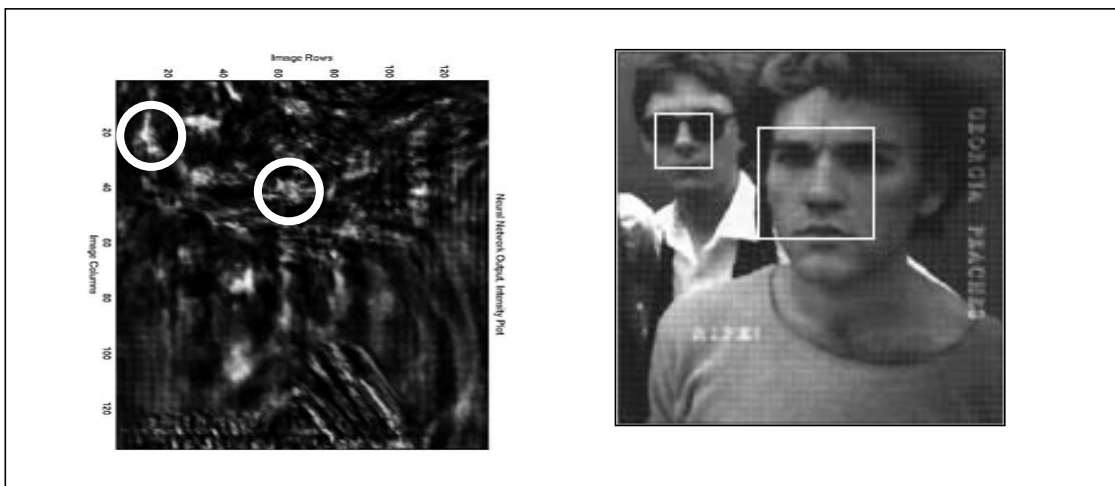 Image Rows
20 40 60 80 100 120
20
40
60
80
100
120
Image Columns
Neural Network Output, Intensity Plot
GEORGIA PEACHES